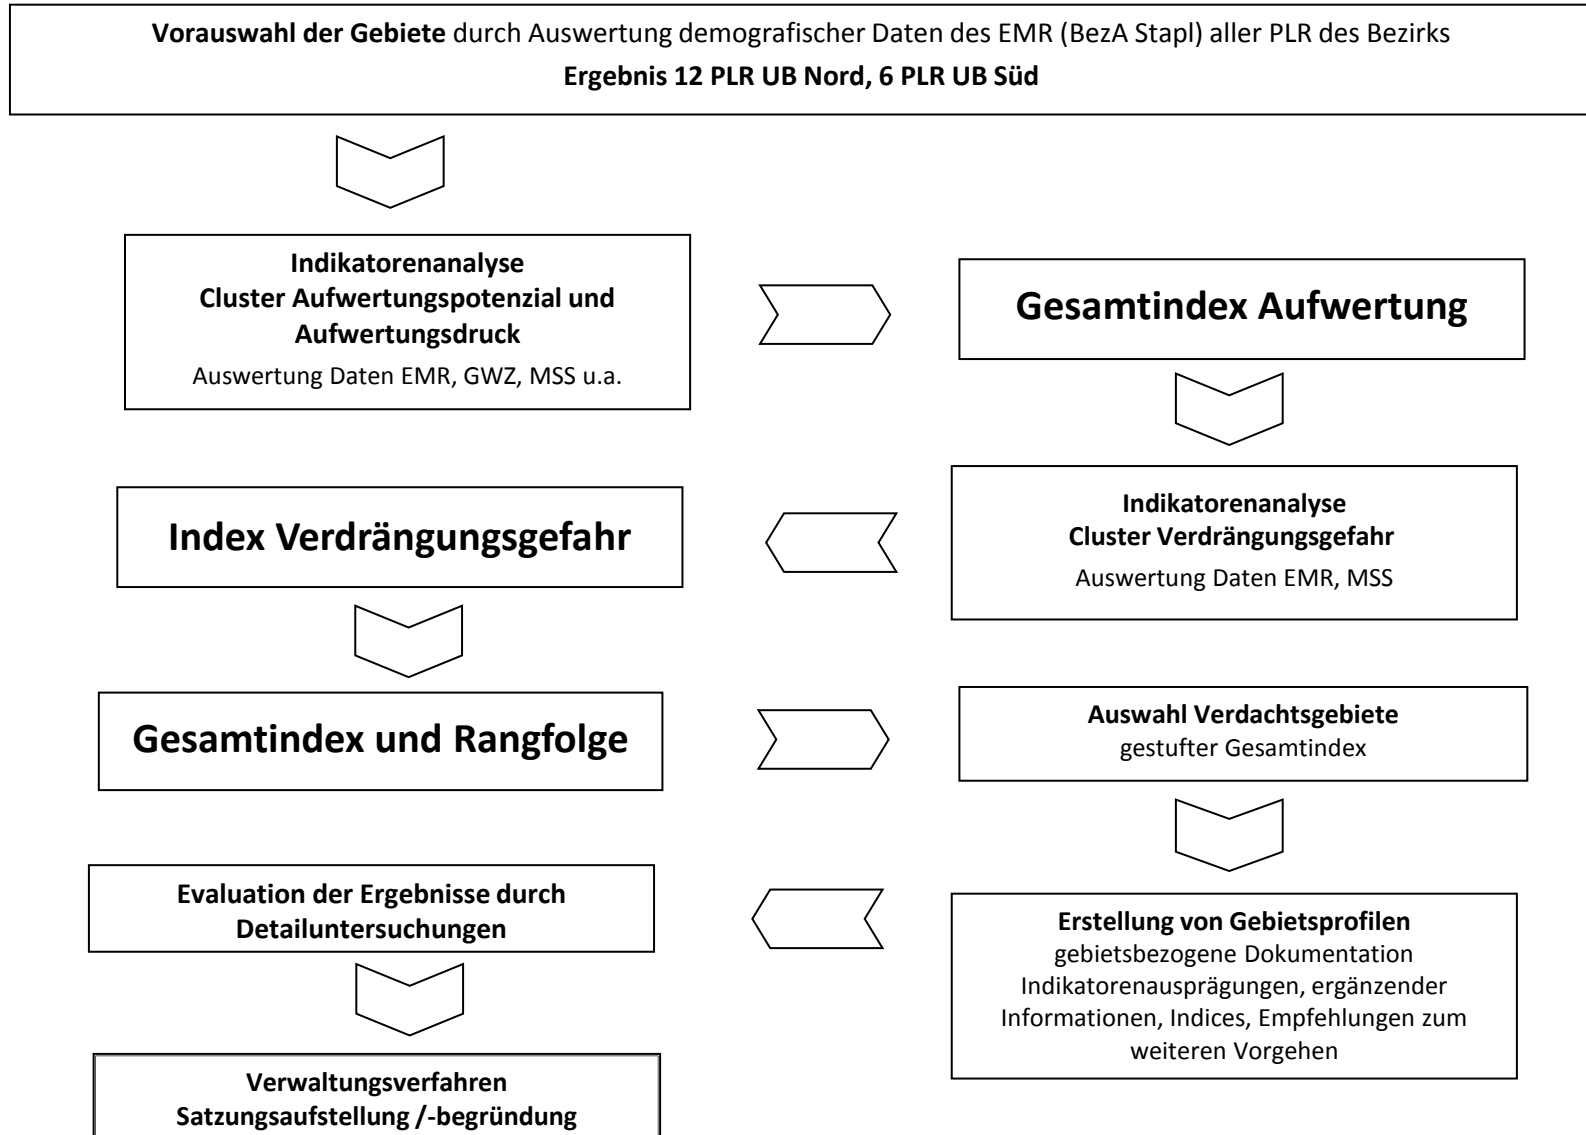 Vorauswahl der Gebiete durch Auswertung demografischer Daten des EMR (BezA Stapl) aller PLR des Bezirks
Ergebnis 12 PLR UB Nord, 6 PLR UB Süd
Indikatorenanalyse
Cluster Aufwertungspotenzial und
Aufwertungsdruck
Auswertung Daten EMR, GWZ, MSS u.a.
Gesamtindex Aufwertung
Indikatorenanalyse
Cluster Verdrängungsgefahr
Auswertung Daten EMR, MSS
Index Verdrängungsgefahr
Gesamtindex und Rangfolge
Auswahl Verdachtsgebiete
gestufter Gesamtindex
Erstellung von Gebietsprofilen
gebietsbezogene Dokumentation
Indikatorenausprägungen, ergänzender
Informationen, Indices, Empfehlungen zum
weiteren Vorgehen
Evaluation der Ergebnisse durch
Detailuntersuchungen
Verwaltungsverfahren
Satzungsaufstellung /-begründung